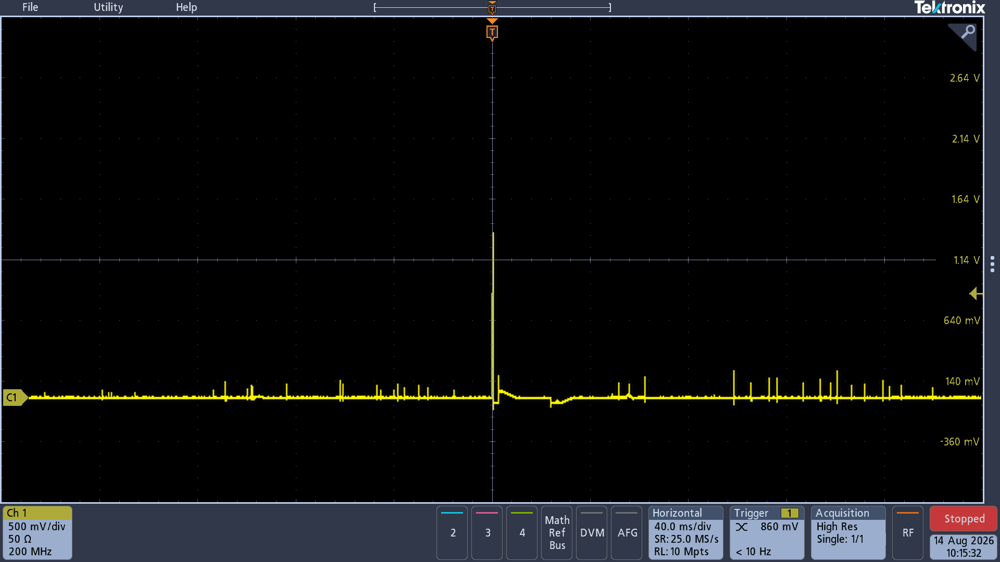 File Utility Help
Tektronix
T
T
2.64 V
2.14 V
1.64 V
1.14 V
640 mV
140 mV
C1
-360 mV
Ch 1
500 mV/div
50 Ω
200 MHz
2
3
4
Math
Ref
Bus
DVM
AFG
Horizontal
40.0 ms/div
SR: 25.0 MS/s
RL: 10 Mpts
Trigger 1
860 mV
< 10 Hz
Acquisition
High Res
Single: 1/1
RF
Stopped
14 Aug 2026
10:15:32